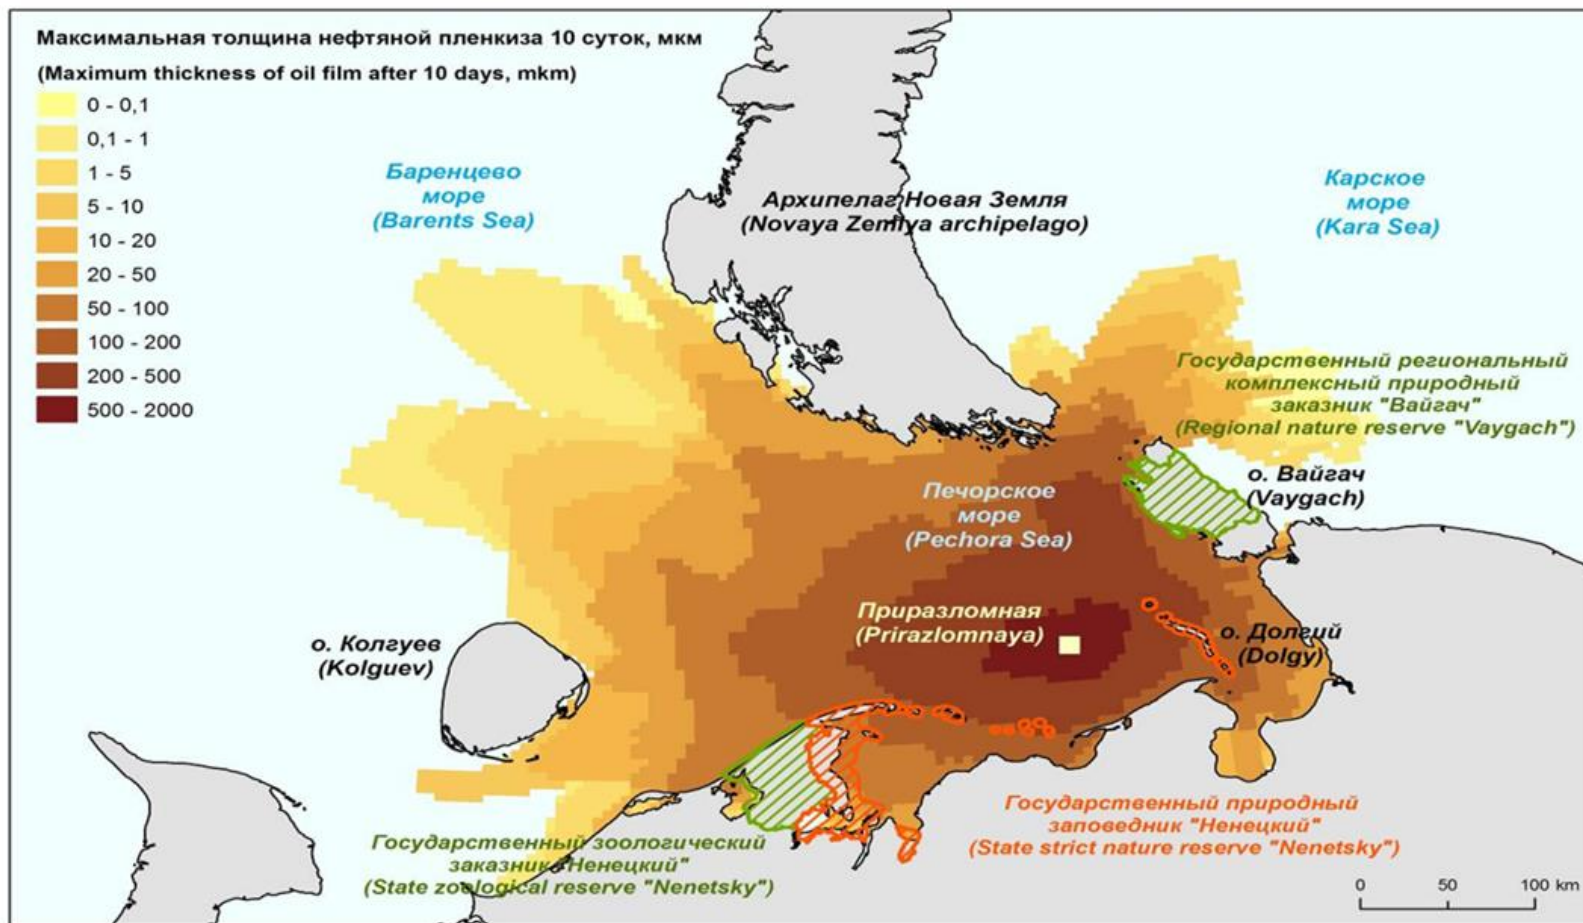 Максимальная толщина нефтяной пленкиза 10 суток, мкм
(Maximum thickness of oil film after 10 days, mkm)
0 - 0,1
0,1 - 1
1 - 5
5 - 10
10 - 20
20 - 50
50 - 100
100 - 200
200 - 500
500 - 2000
Баренцево
море
(Barents Sea)
Архипелаг Новая Земля
(Novaya Zemlya archipelago)
Карское
море
(Kara Sea)
Государственный региональный
комплексный природный
заказник "Вайгач"
(Regional nature reserve "Vaygach")
о. Вайгач
(Vaygach)
Печорское
море
(Pechora Sea)
Приразломная
(Prirazlomnaya)
о. Колгуев
(Kolguev)
о. Долгий
(Dolgy)
Государственный природный
заповедник "Ненецкий"
(State strict nature reserve "Nenetsky")
Государственный зоологический
заказник "Ненецкий"
(State zoological reserve "Nenetsky")
0 50 100 km